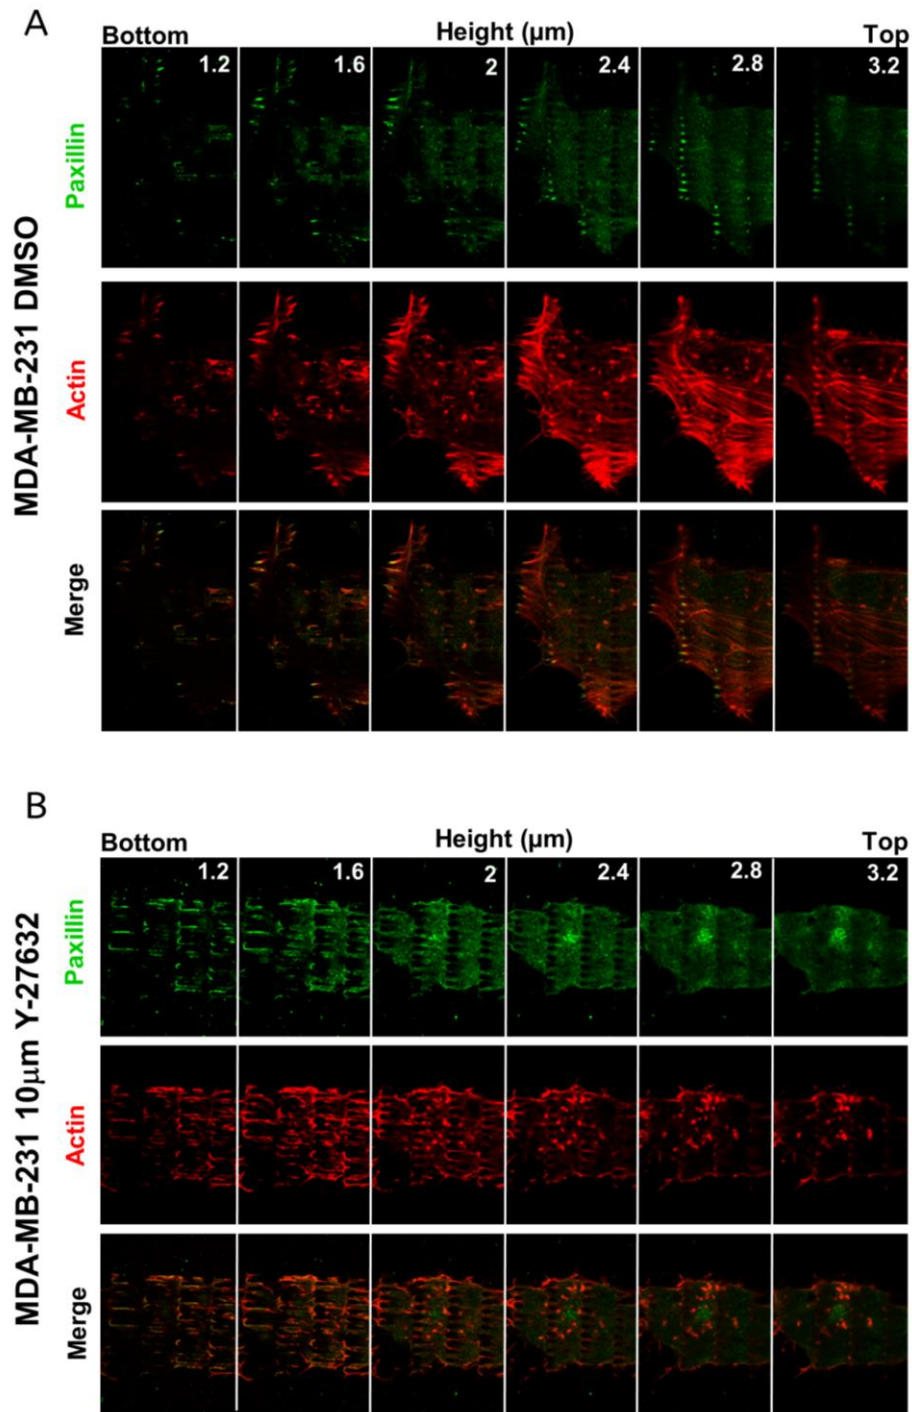 A
Bottom Height (µm) Top
1.2 1.6 2 2.4 2.8 3.2
MDA-MB-231 DMSO
Paxillin
Actin
Merge
B
Bottom Height (µm) Top
1.2 1.6 2 2.4 2.8 3.2
MDA-MB-231 10µm Y-27632
Paxillin
Actin
Merge